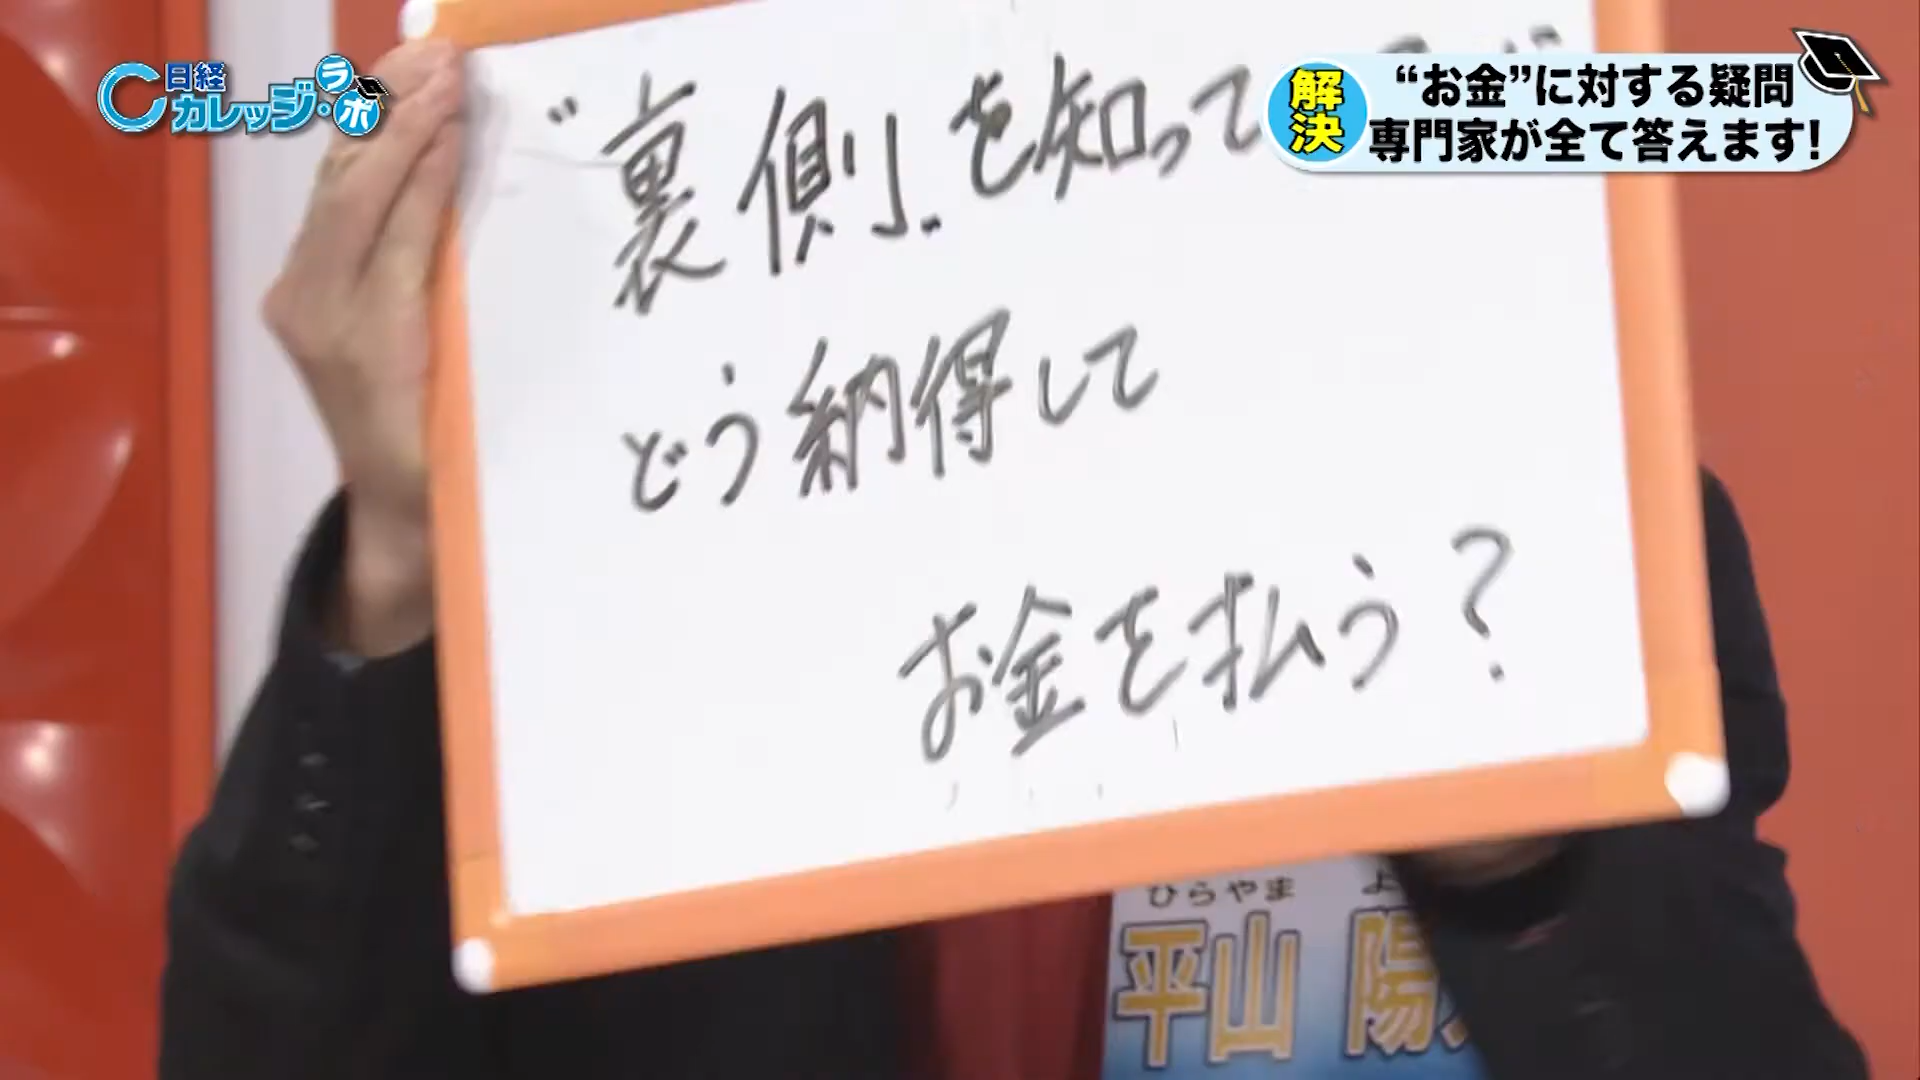 日経
カレッジ・ラボ
解決
“お金”に対する疑問
専門家が全て答えます!
“裏側„を知って
どう納得して
お金を払う?
ひらやま
平山 陽